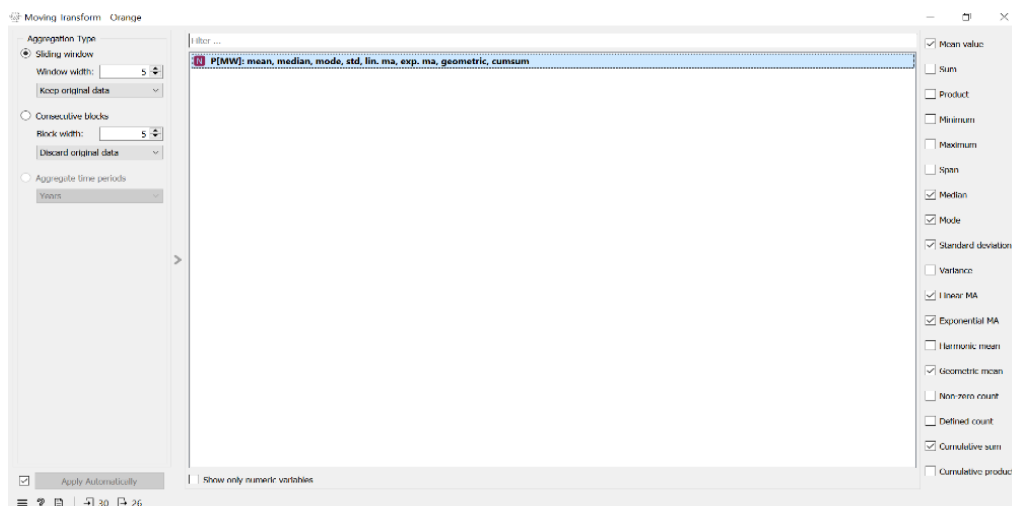 Moving Transform Orange
Aggregation Type
Sliding window
Window width: 5
Keep original data
Consecutive blocks
Block width: 5
Discard original data
Aggregate time periods
Years
Apply Automatically
30 26
Filter ...
N P[MW]: mean, median, mode, std, lin. ma, exp. ma, geometric, cumsum
Show only numeric variables
Mean value
Sum
Product
Minimum
Maximum
Span
Median
Mode
Standard deviation
Variance
Linear MA
Exponential MA
Harmonic mean
Geometric mean
Non-zero count
Defined count
Cumulative sum
Cumulative produc